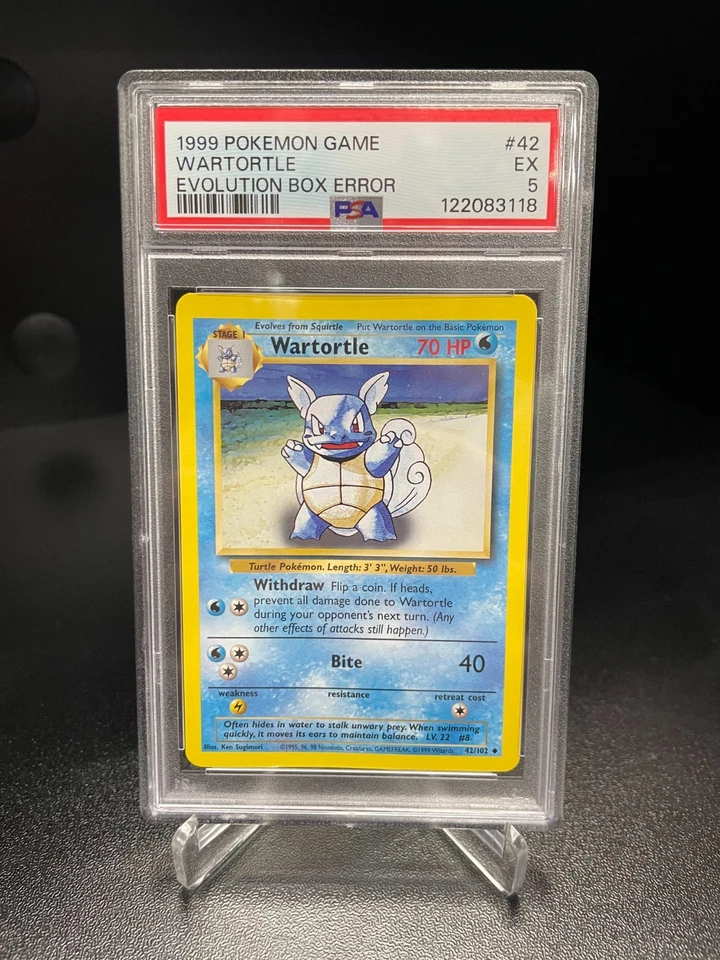 1999 POKEMON GAME #42
WARTORTLE EX
EVOLUTION BOX ERROR 5
PSA 122083118
Evolves from Squirtle Put Wartortle on the Basic Pokémon
STAGE 1
Wartortle 70 HP
Turtle Pokémon. Length: 3' 3", Weight: 50 lbs.
Withdraw Flip a coin. If heads,
prevent all damage done to Wartortle
during your opponent's next turn. (Any
other effects of attacks still happen.)
Bite 40
weakness resistance retreat cost
Often hides in water to stalk unwary prey. When swimming
quickly, it moves its ears to maintain balance. LV. 22 #8
Illus. Ken Sugimori ©1995, 96, 98 Nintendo, Creatures, GAMEFREAK. ©1999 Wizards. 42/102